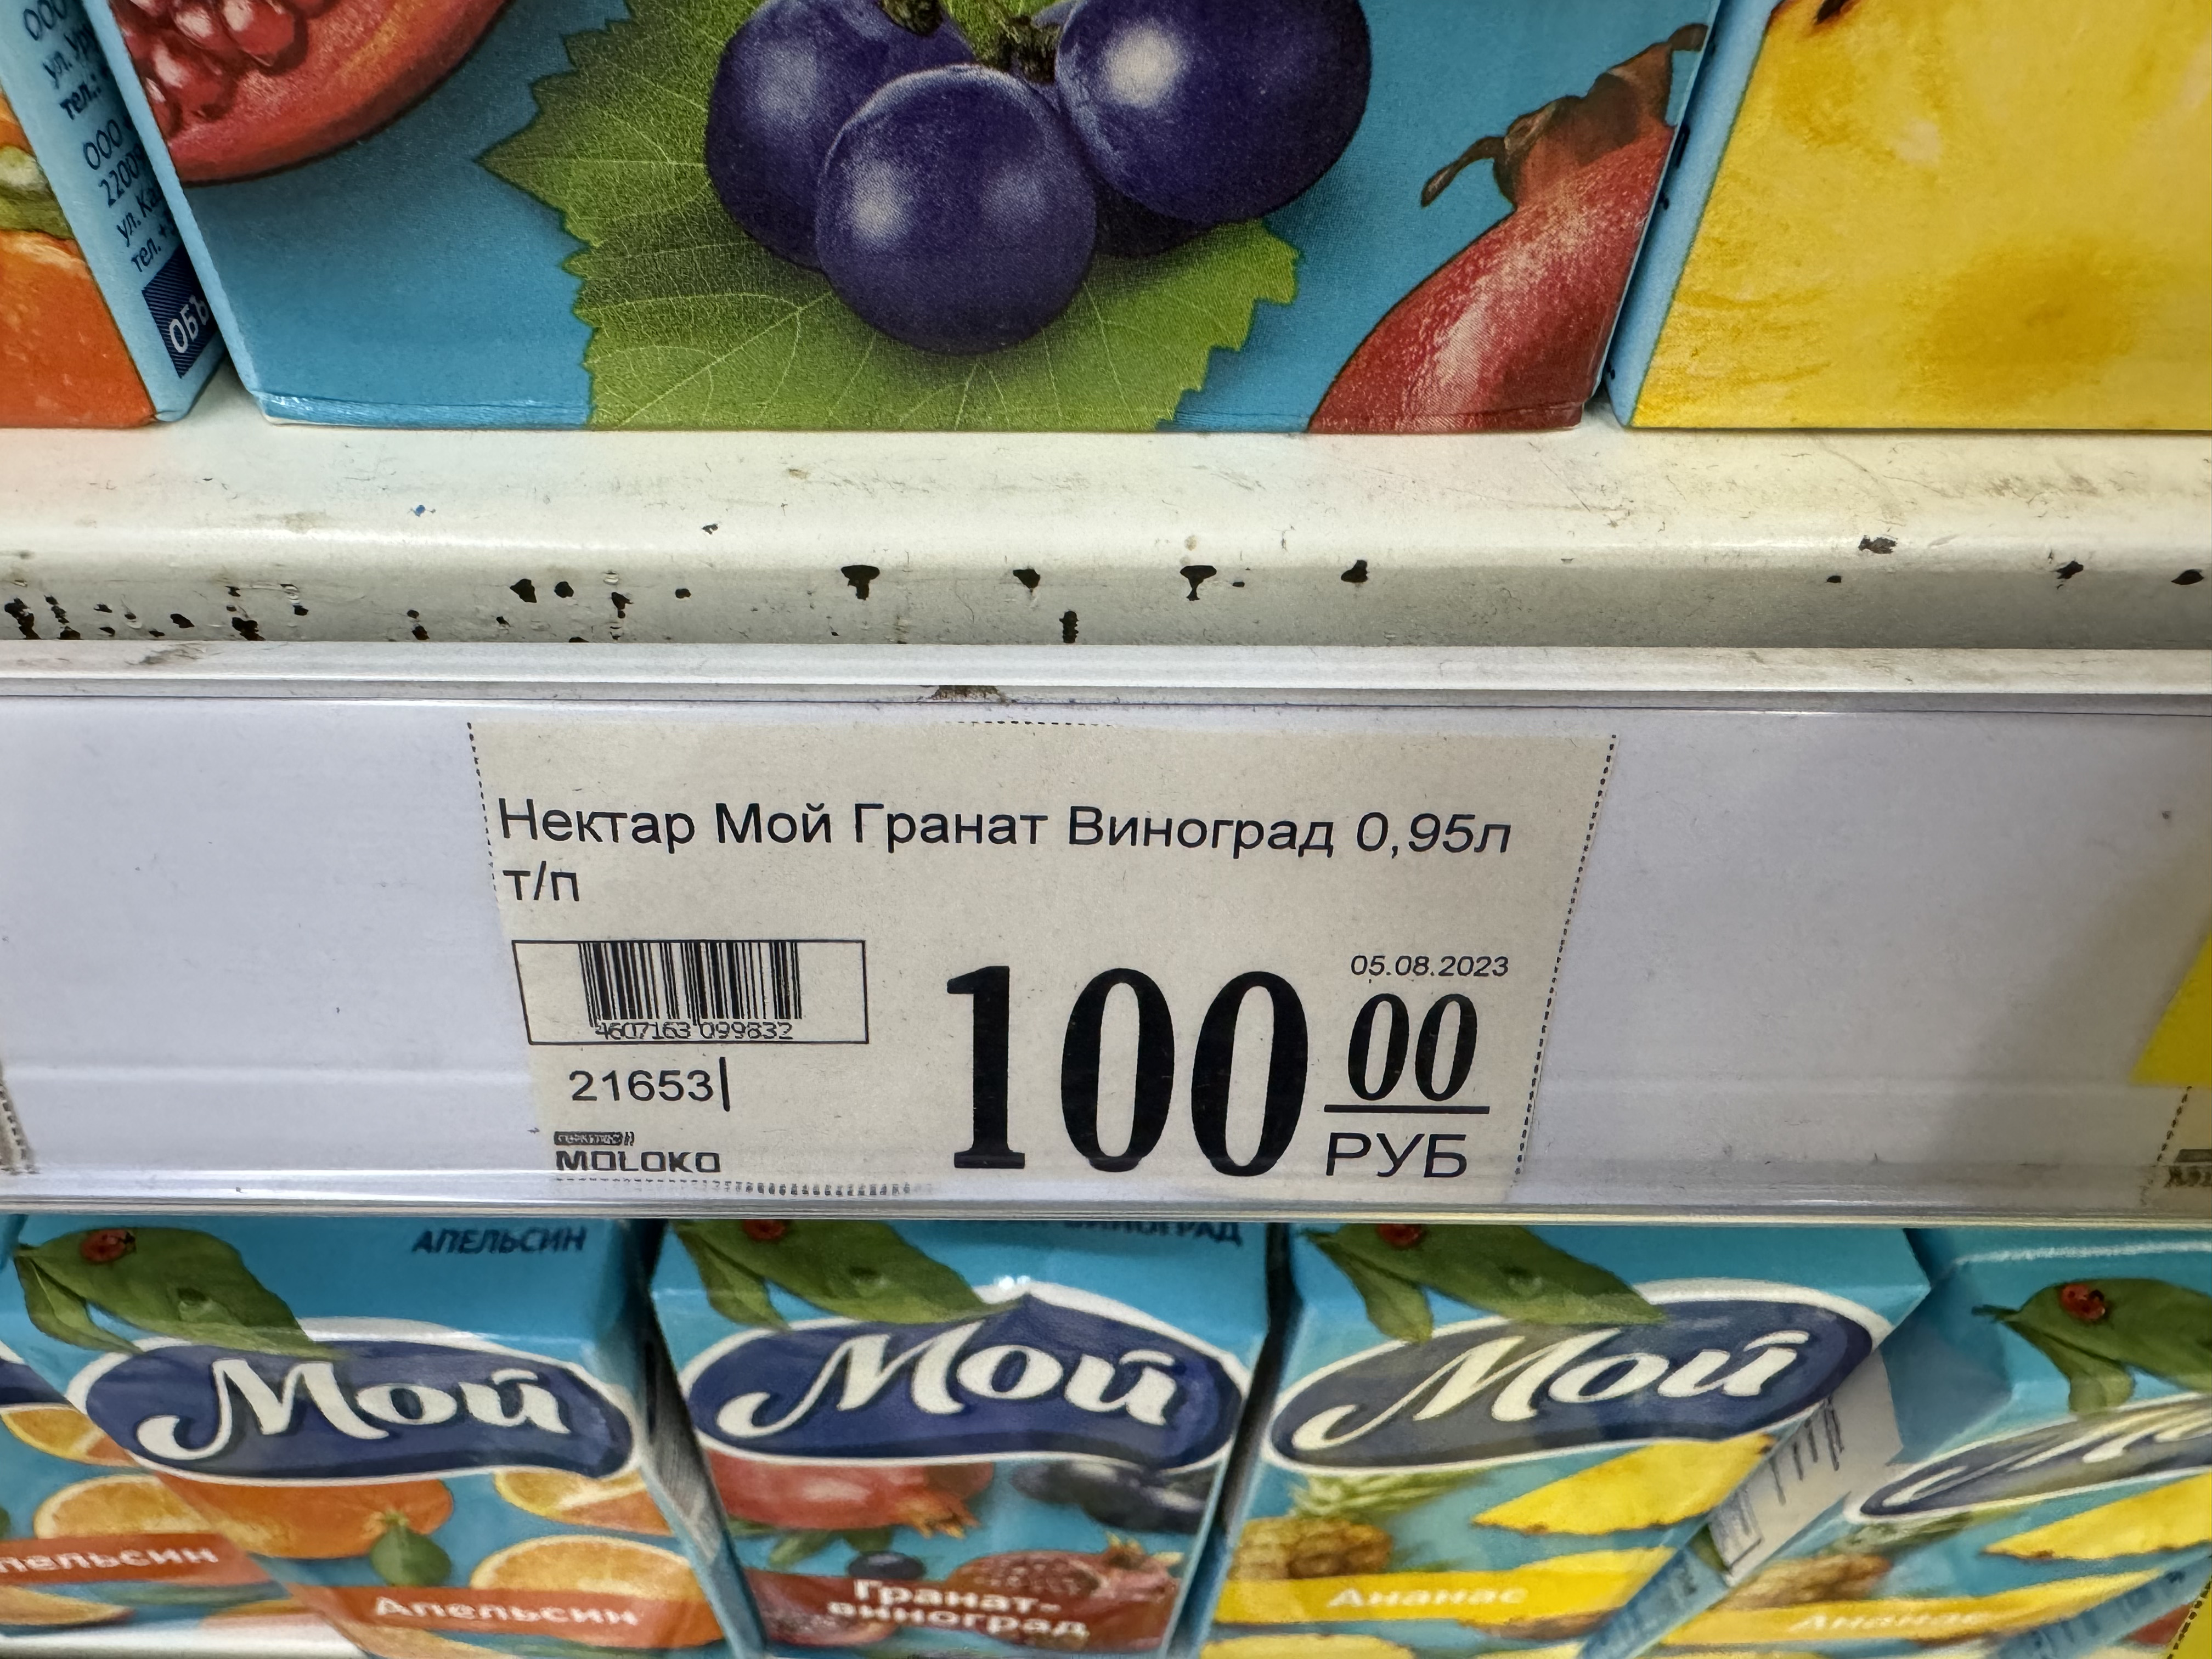 ООО
ул. Ур
тел.:
ООО
2200
ул. Ка
тел. +
ОБЪ
Нектар Мой Гранат Виноград 0,95л
т/п
05.08.2023
100 00
РУБ
4607163 099832
21653
MOLOKO
АПЕЛЬСИН
ВИНОГРАД
Мой
Мой
Мой
пельсин
Апельсин
Гранат-
виноград
Ананас
Ананас